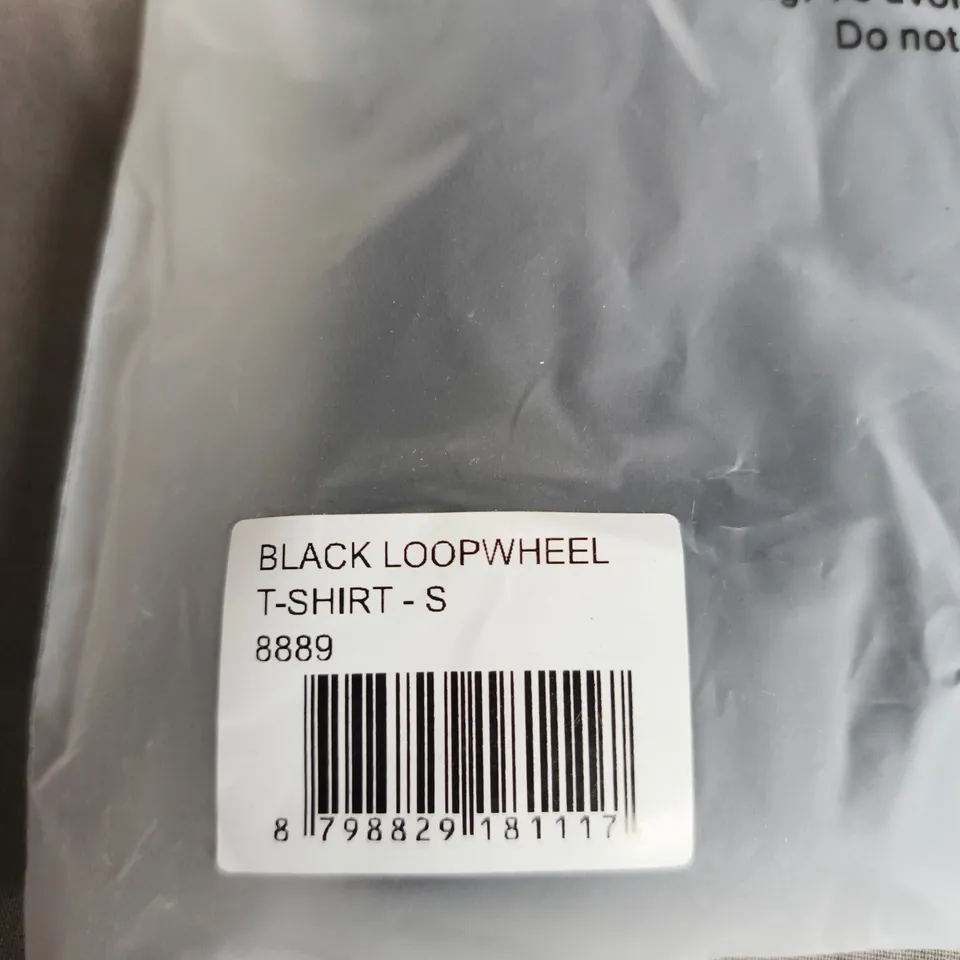 Do not
BLACK LOOPWHEEL
T-SHIRT - S
8889
8 798829 181117